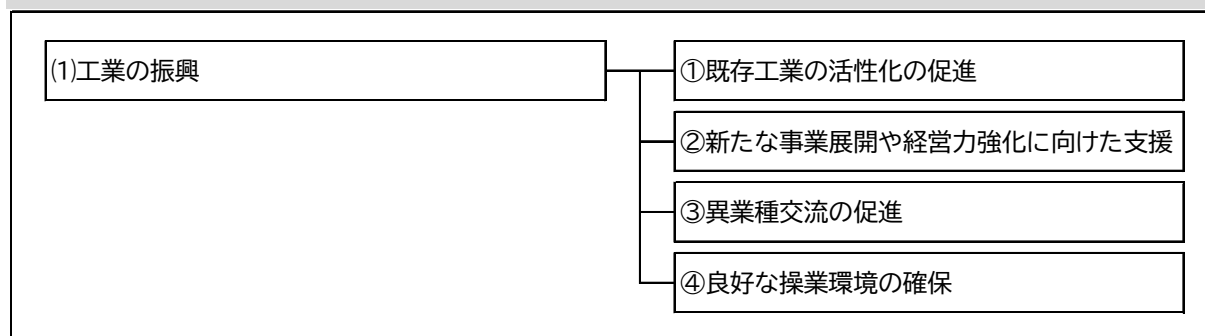 ⑴工業の振興
①既存工業の活性化の促進
②新たな事業展開や経営力強化に向けた支援
③異業種交流の促進
④良好な操業環境の確保